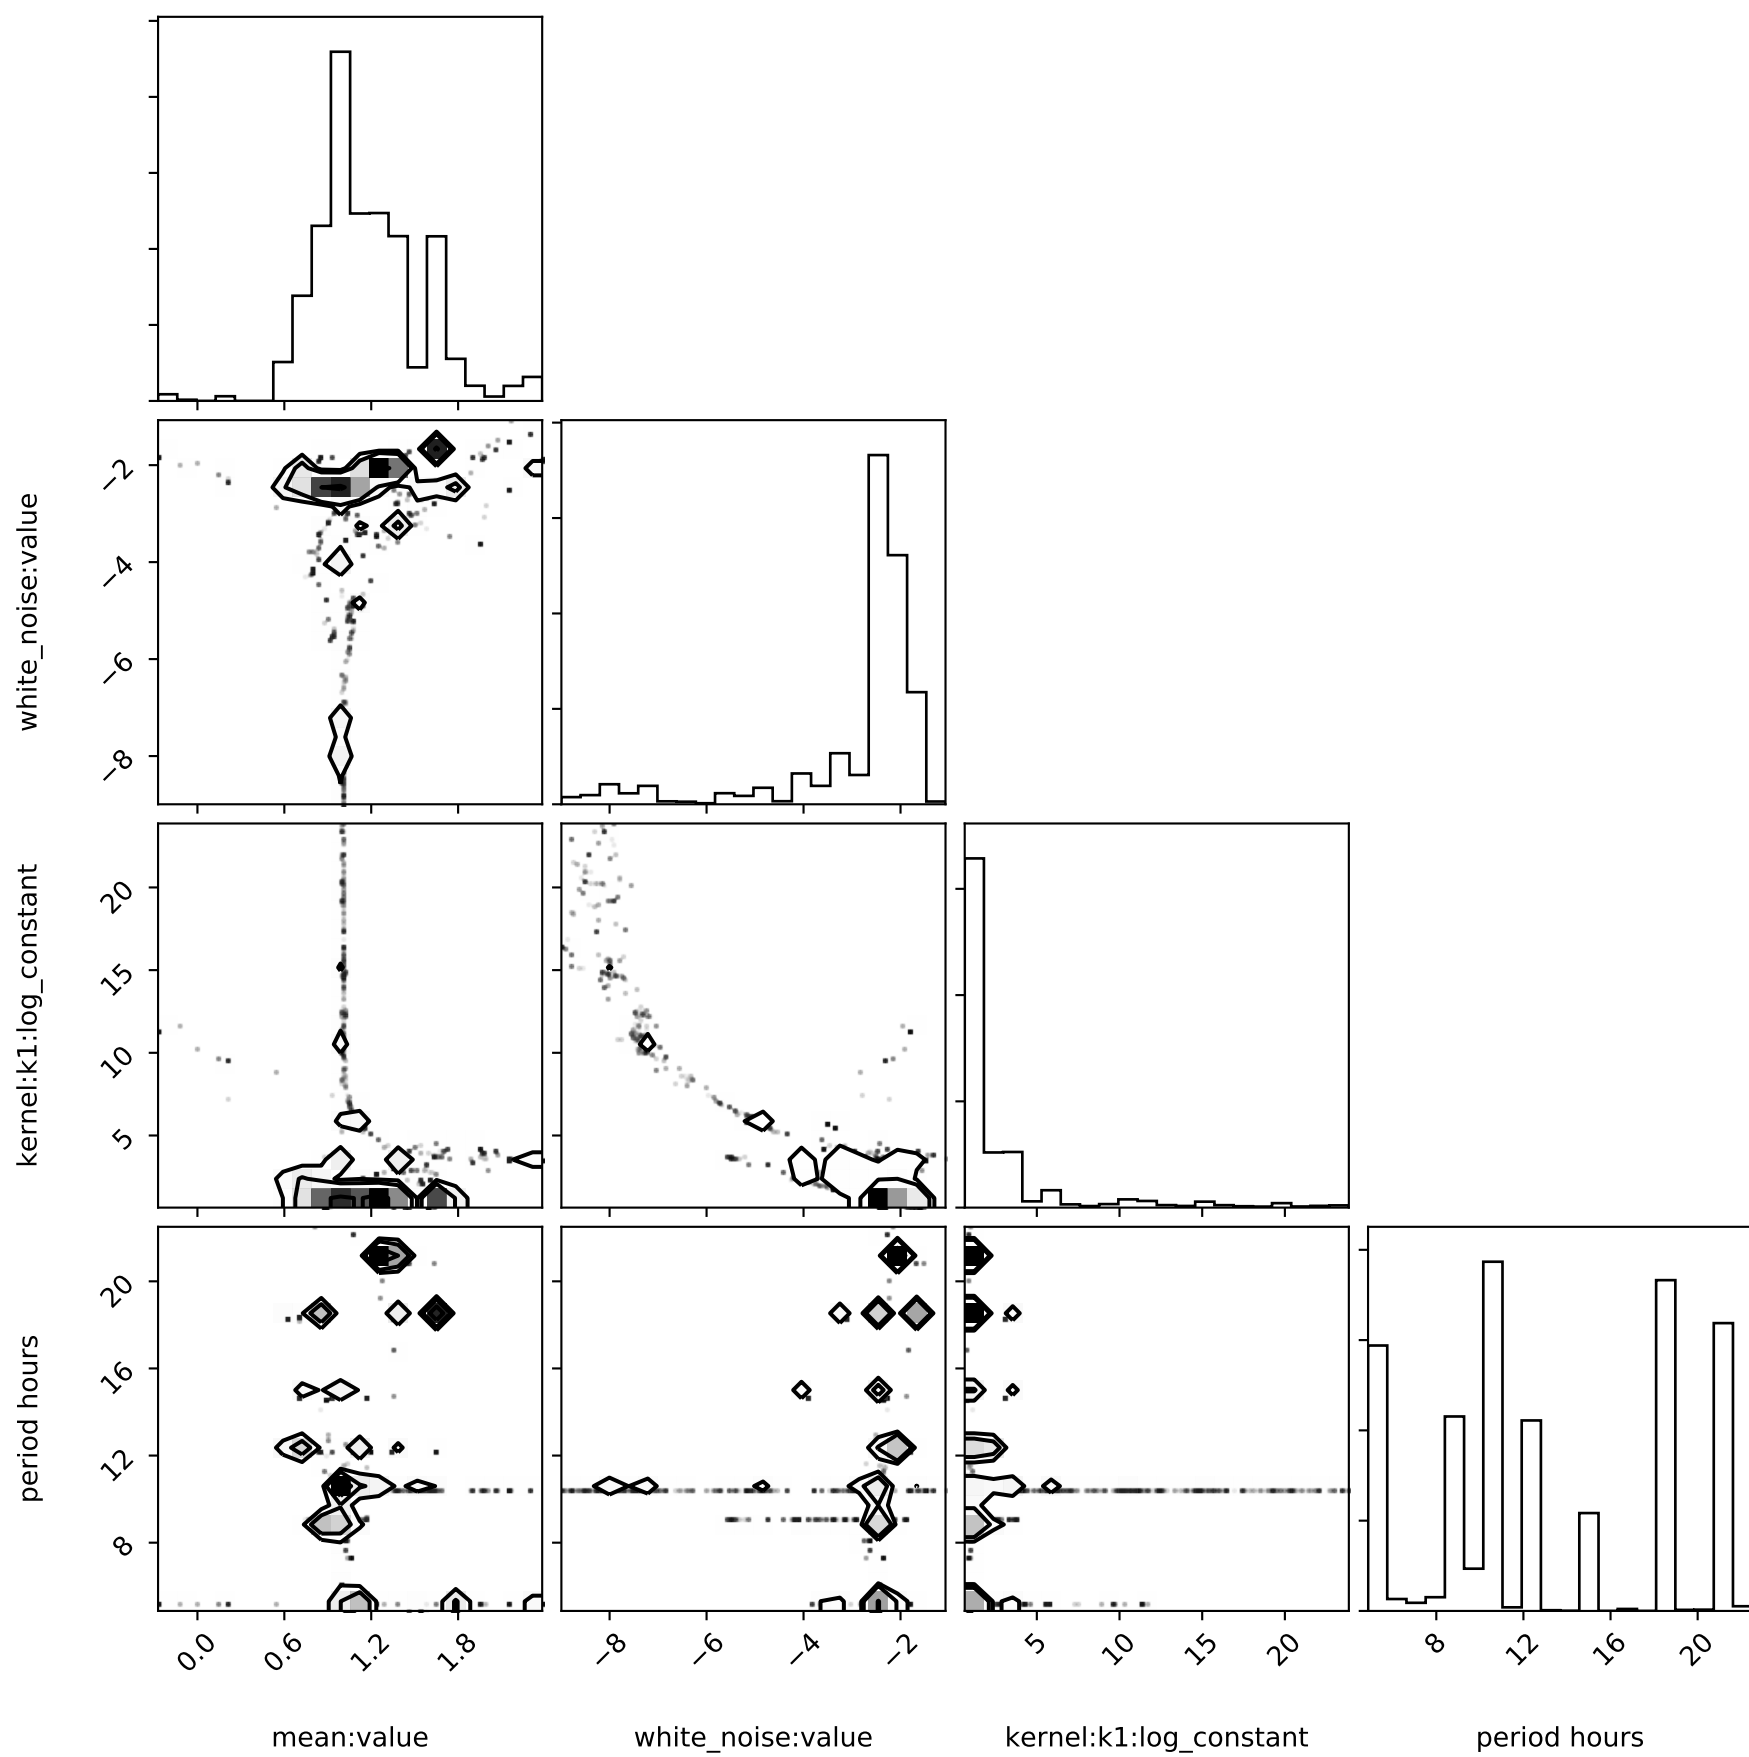 white_noise:value
−2
−4
−6
−8
kernel:k1:log_constant
20
15
10
5
period hours
20
16
12
8
0.0 0.6 1.2 1.8
−8 −6 −4 −2
5 10 15 20
8 12 16 20
mean:value
white_noise:value
kernel:k1:log_constant
period hours